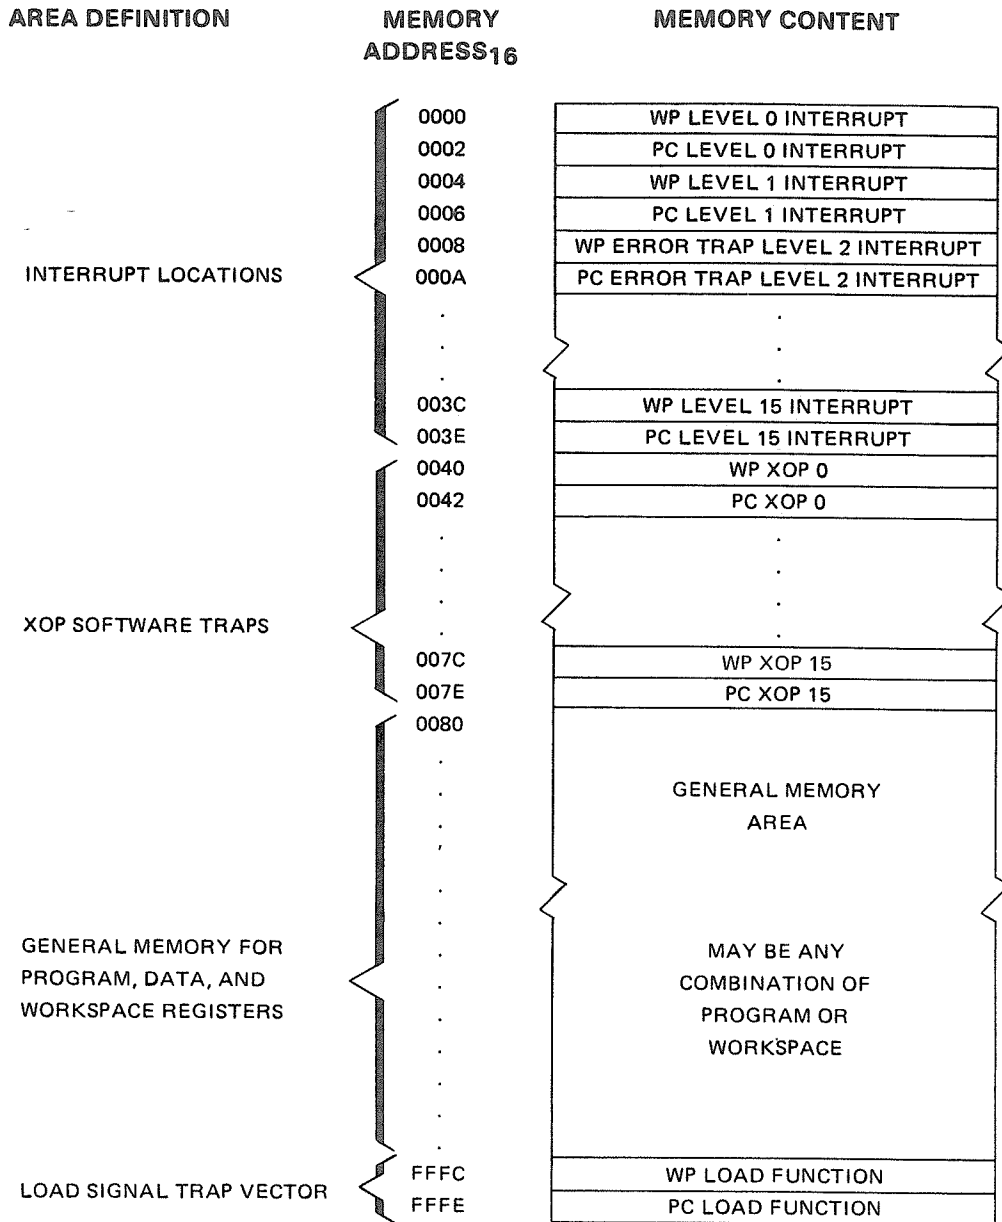 AREA DEFINITION MEMORY MEMORY CONTENT
ADDRESS16
0000 WP LEVEL 0 INTERRUPT
0002 PC LEVEL 0 INTERRUPT
0004 WP LEVEL 1 INTERRUPT
0006 PC LEVEL 1 INTERRUPT
0008 WP ERROR TRAP LEVEL 2 INTERRUPT
INTERRUPT LOCATIONS 000A PC ERROR TRAP LEVEL 2 INTERRUPT
003C WP LEVEL 15 INTERRUPT
003E PC LEVEL 15 INTERRUPT
0040 WP XOP 0
0042 PC XOP 0
XOP SOFTWARE TRAPS
007C WP XOP 15
007E PC XOP 15
0080
GENERAL MEMORY
AREA
GENERAL MEMORY FOR MAY BE ANY
PROGRAM, DATA, AND COMBINATION OF
WORKSPACE REGISTERS PROGRAM OR
WORKSPACE
FFFC WP LOAD FUNCTION
LOAD SIGNAL TRAP VECTOR
FFFE PC LOAD FUNCTION